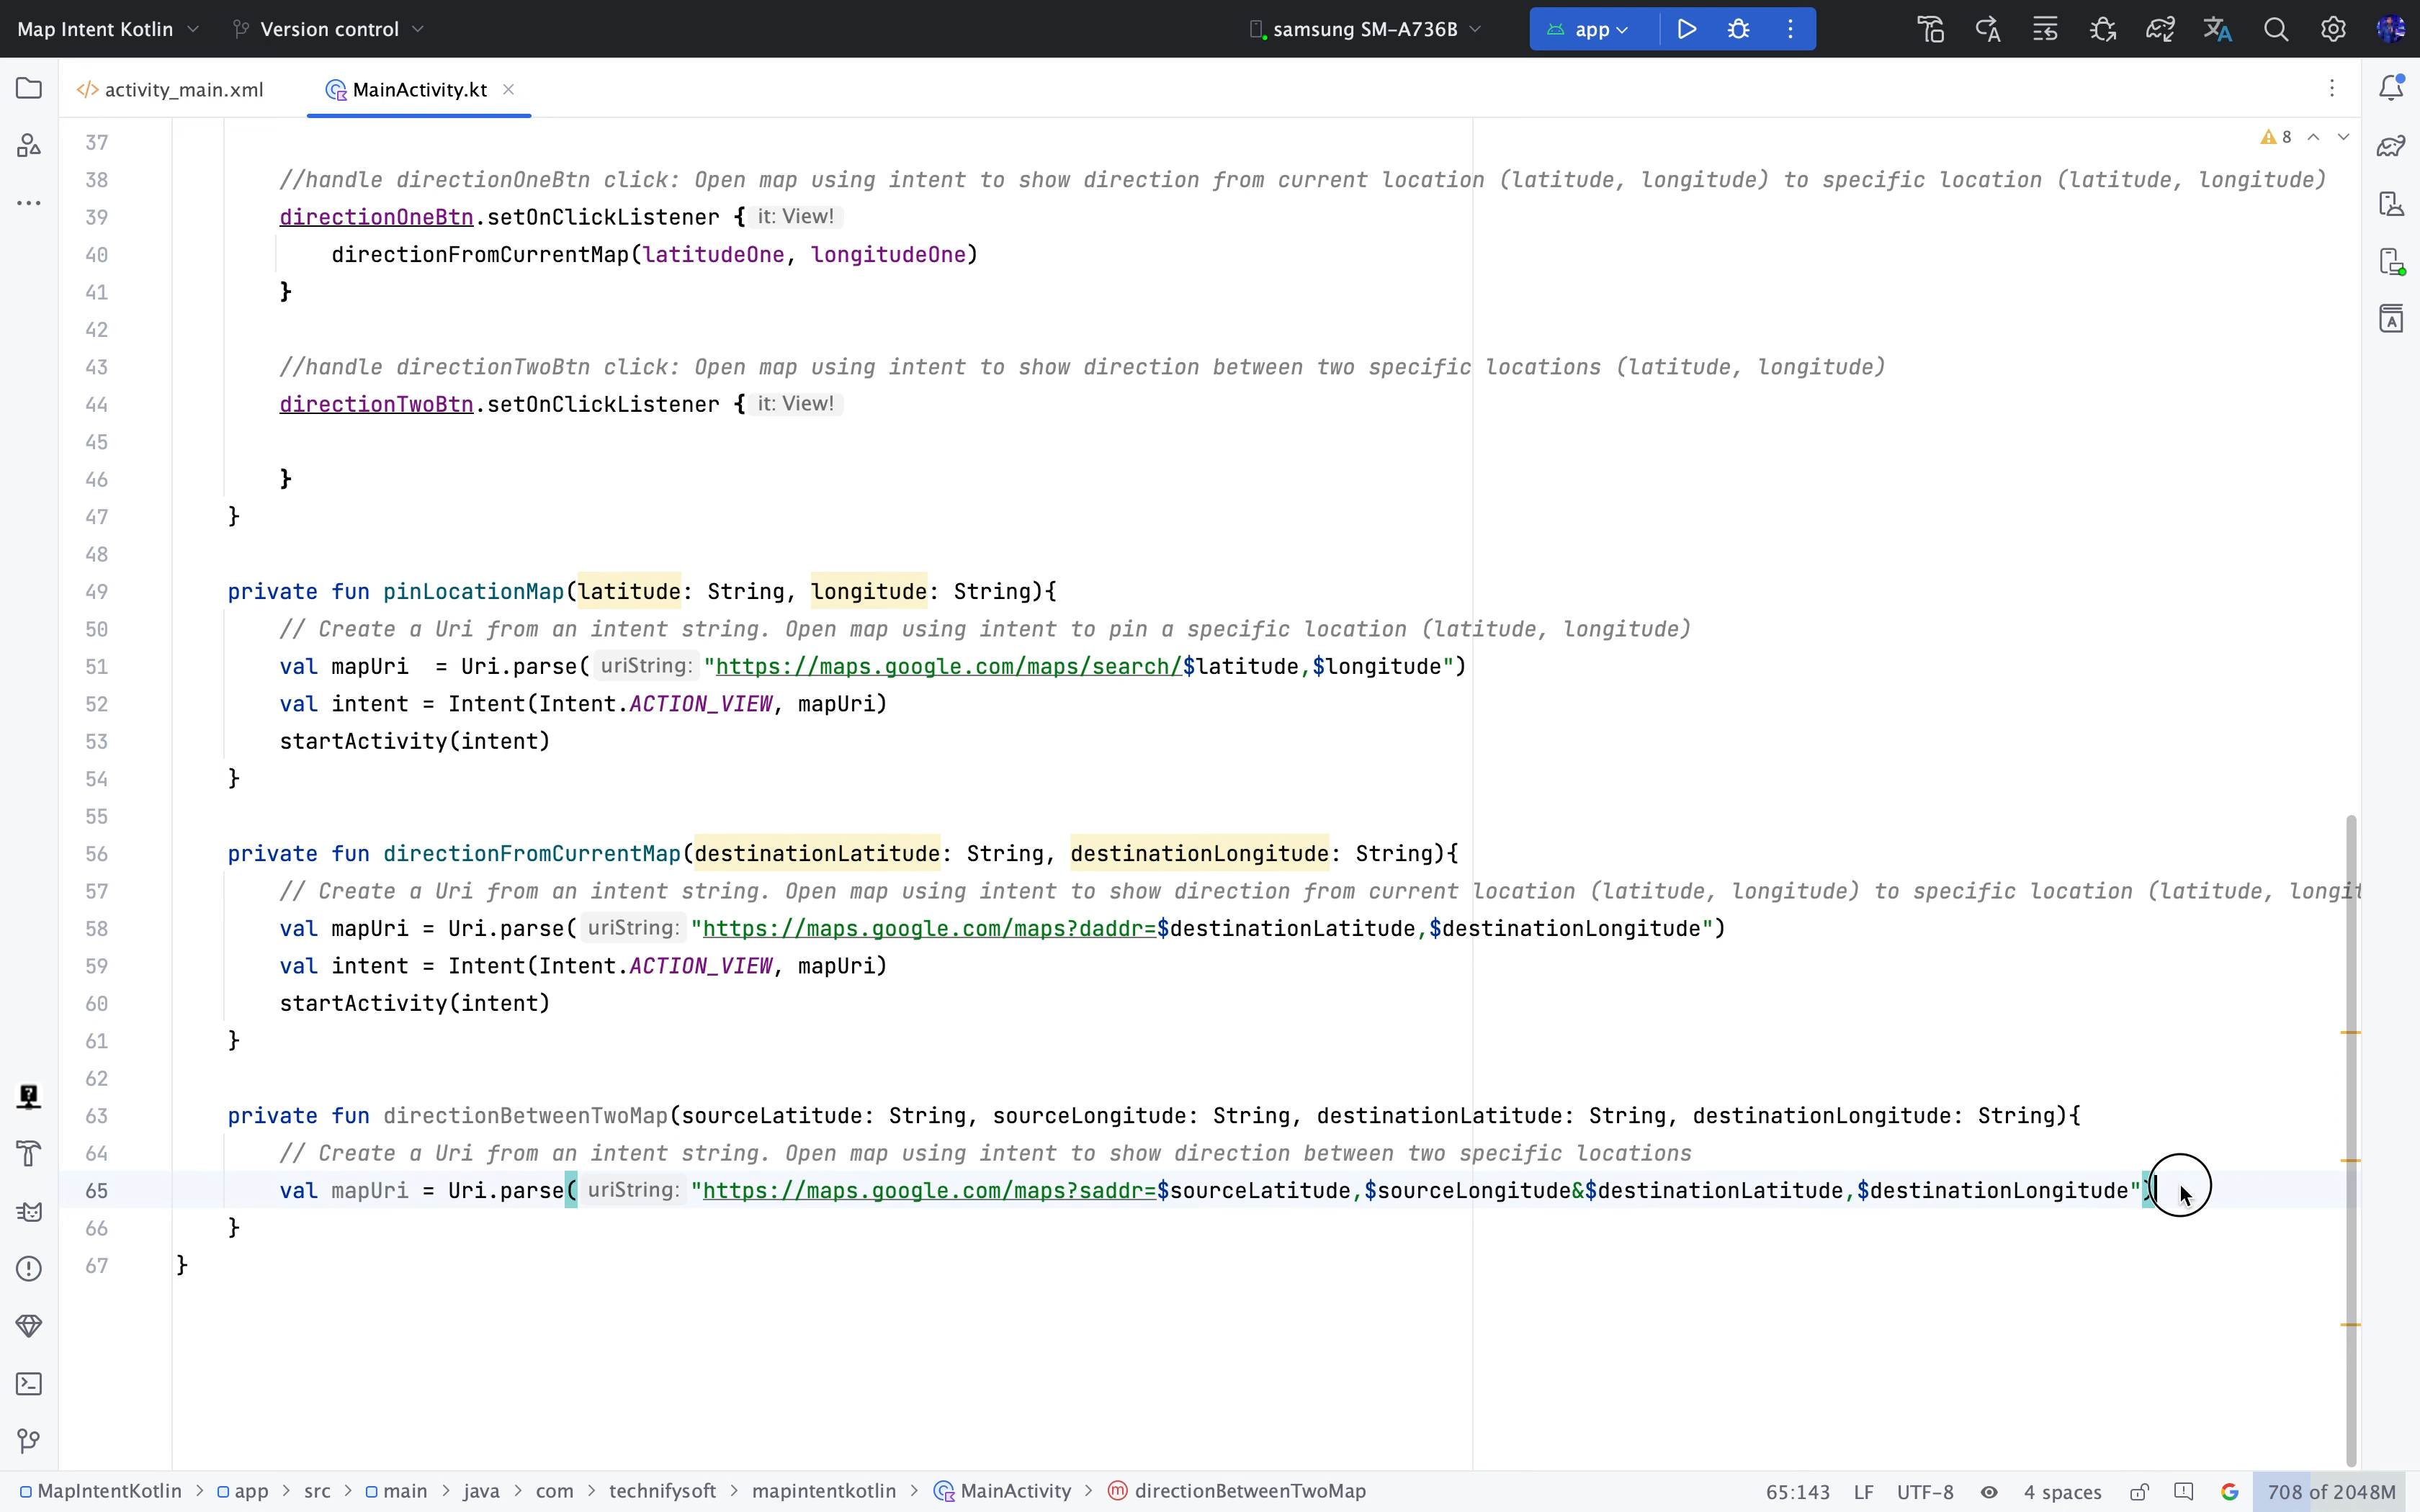 Map Intent Kotlin Version control samsung SM-A736B app
activity_main.xml MainActivity.kt
8
37
38 //handle directionOneBtn click: Open map using intent to show direction from current location (latitude, longitude) to specific location (latitude, longitude)
39 directionOneBtn.setOnClickListener { it: View!
40 directionFromCurrentMap(latitudeOne, longitudeOne)
41 }
42
43 //handle directionTwoBtn click: Open map using intent to show direction between two specific locations (latitude, longitude)
44 directionTwoBtn.setOnClickListener { it: View!
45
46 }
47 }
48
49 private fun pinLocationMap(latitude: String, longitude: String){
50 // Create a Uri from an intent string. Open map using intent to pin a specific location (latitude, longitude)
51 val mapUri  = Uri.parse( uriString: "https://maps.google.com/maps/search/$latitude,$longitude")
52 val intent = Intent(Intent.ACTION_VIEW, mapUri)
53 startActivity(intent)
54 }
55
56 private fun directionFromCurrentMap(destinationLatitude: String, destinationLongitude: String){
57 // Create a Uri from an intent string. Open map using intent to show direction from current location (latitude, longitude) to specific location (latitude, longit
58 val mapUri = Uri.parse( uriString: "https://maps.google.com/maps?daddr=$destinationLatitude,$destinationLongitude")
59 val intent = Intent(Intent.ACTION_VIEW, mapUri)
60 startActivity(intent)
61 }
62
63 private fun directionBetweenTwoMap(sourceLatitude: String, sourceLongitude: String, destinationLatitude: String, destinationLongitude: String){
64 // Create a Uri from an intent string. Open map using intent to show direction between two specific locations
65 val mapUri = Uri.parse( uriString: "https://maps.google.com/maps?saddr=$sourceLatitude,$sourceLongitude&$destinationLatitude,$destinationLongitude")
66 }
67 }
MapIntentKotlin > app > src > main > java > com > technifysoft > mapintentkotlin > MainActivity > directionBetweenTwoMap 65:143 LF UTF-8 4 spaces 708 of 2048M